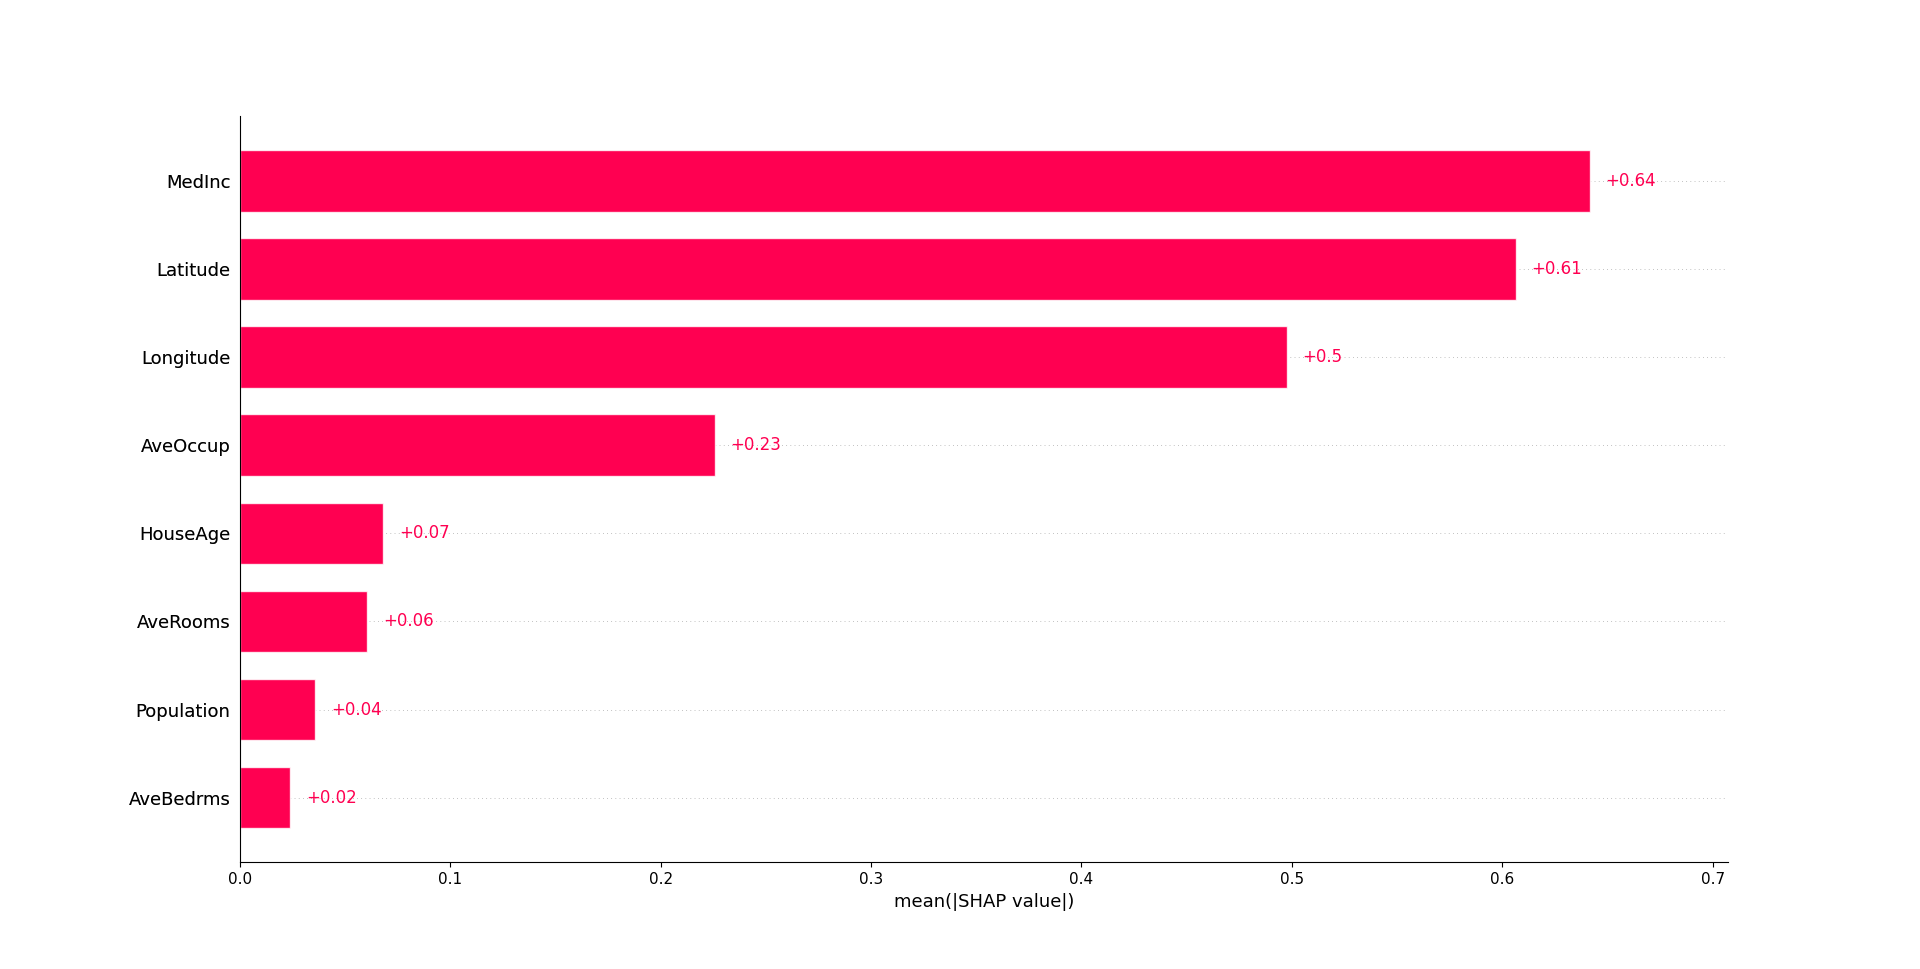 MedInc +0.64
Latitude +0.61
Longitude +0.5
AveOccup +0.23
HouseAge +0.07
AveRooms +0.06
Population +0.04
AveBedrms +0.02
0.0 0.1 0.2 0.3 0.4 0.5 0.6 0.7
mean(|SHAP value|)